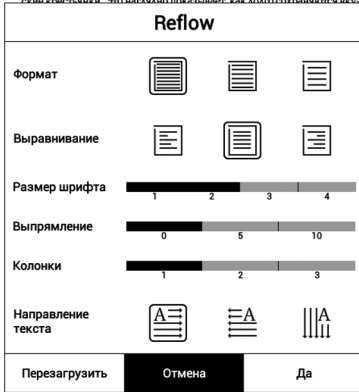 Reflow
Формат
Выравнивание
Размер шрифта
1 2 3 4
Выпрямление
0 5 10
Колонки
1 2 3
Направление
текста
A A A
Перезагрузить Отмена Да